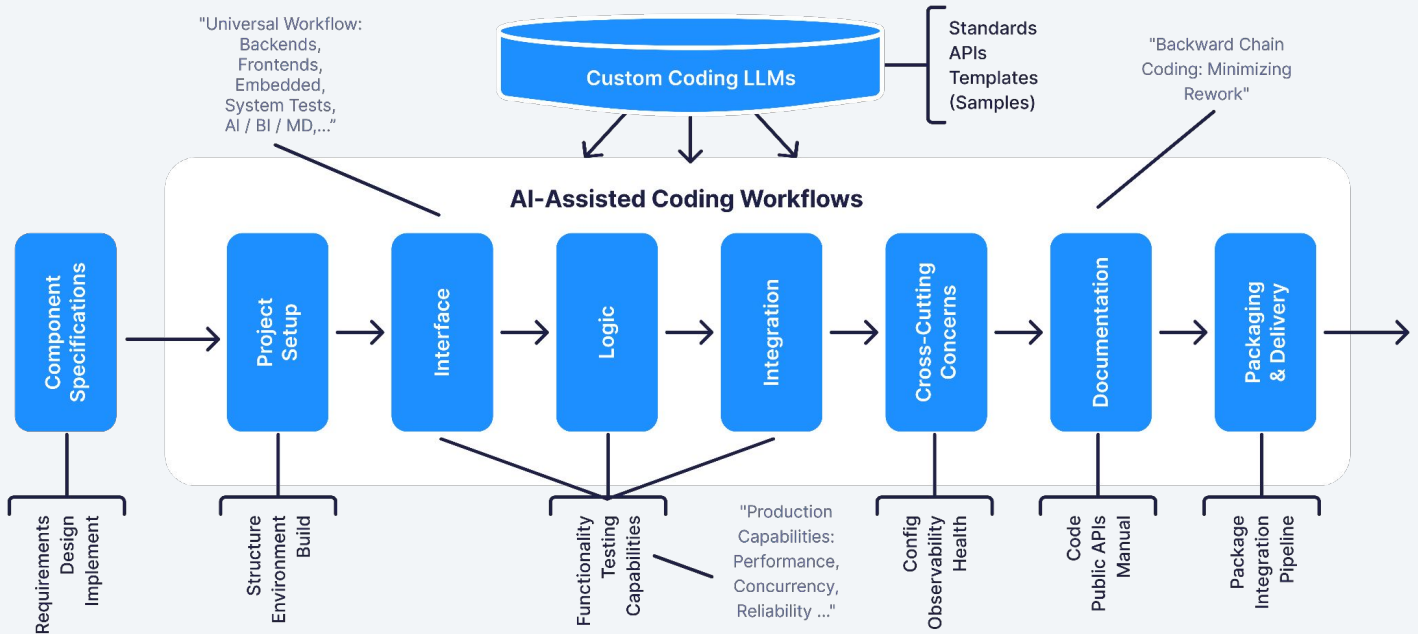 "Universal Workflow:
Backends,
Frontends,
Embedded,
System Tests,
AI / BI / MD,..."
Custom Coding LLMs
Standards
APIs
Templates
(Samples)
"Backward Chain
Coding: Minimizing
Rework"
AI-Assisted Coding Workflows
Component
Specifications
Project
Setup
Interface
Logic
Integration
Cross-Cutting
Concerns
Documentation
Packaging
& Delivery
Requirements
Design
Implement
Structure
Environment
Build
Functionality
Testing
Capabilities
"Production
Capabilities:
Performance,
Concurrency,
Reliability ..."
Config
Observability
Health
Code
Public APIs
Manual
Package
Integration
Pipeline